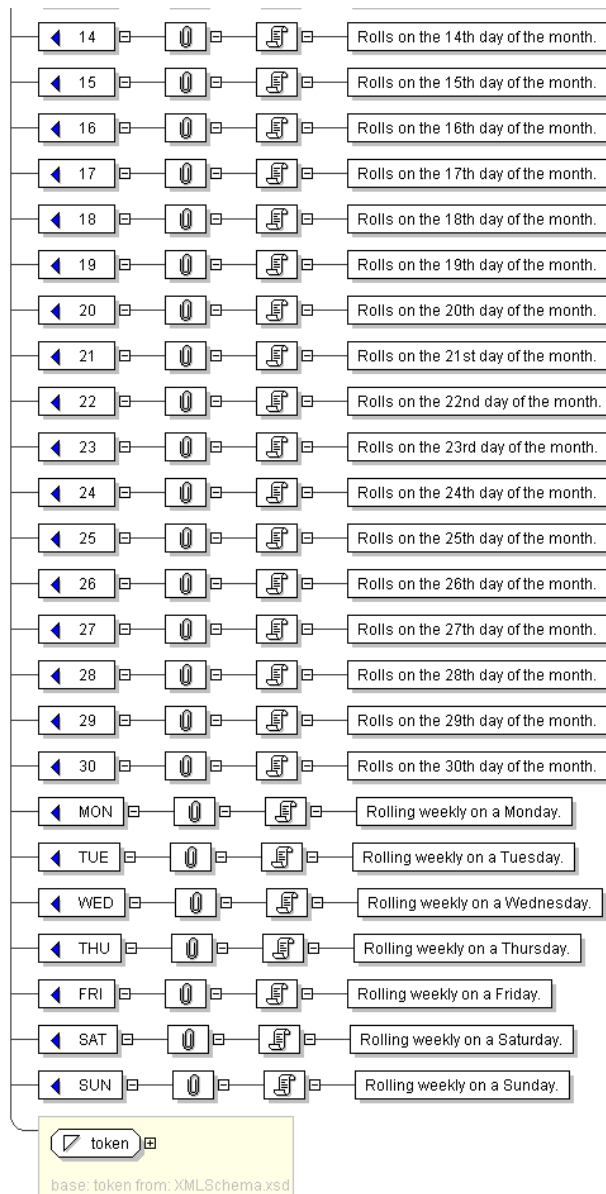 14 Rolls on the 14th day of the month.
15 Rolls on the 15th day of the month.
16 Rolls on the 16th day of the month.
17 Rolls on the 17th day of the month.
18 Rolls on the 18th day of the month.
19 Rolls on the 19th day of the month.
20 Rolls on the 20th day of the month.
21 Rolls on the 21st day of the month.
22 Rolls on the 22nd day of the month.
23 Rolls on the 23rd day of the month.
24 Rolls on the 24th day of the month.
25 Rolls on the 25th day of the month.
26 Rolls on the 26th day of the month.
27 Rolls on the 27th day of the month.
28 Rolls on the 28th day of the month.
29 Rolls on the 29th day of the month.
30 Rolls on the 30th day of the month.
MON Rolling weekly on a Monday.
TUE Rolling weekly on a Tuesday.
WED Rolling weekly on a Wednesday.
THU Rolling weekly on a Thursday.
FRI Rolling weekly on a Friday.
SAT Rolling weekly on a Saturday.
SUN Rolling weekly on a Sunday.
token
base: token from: XMLSchema.xsd